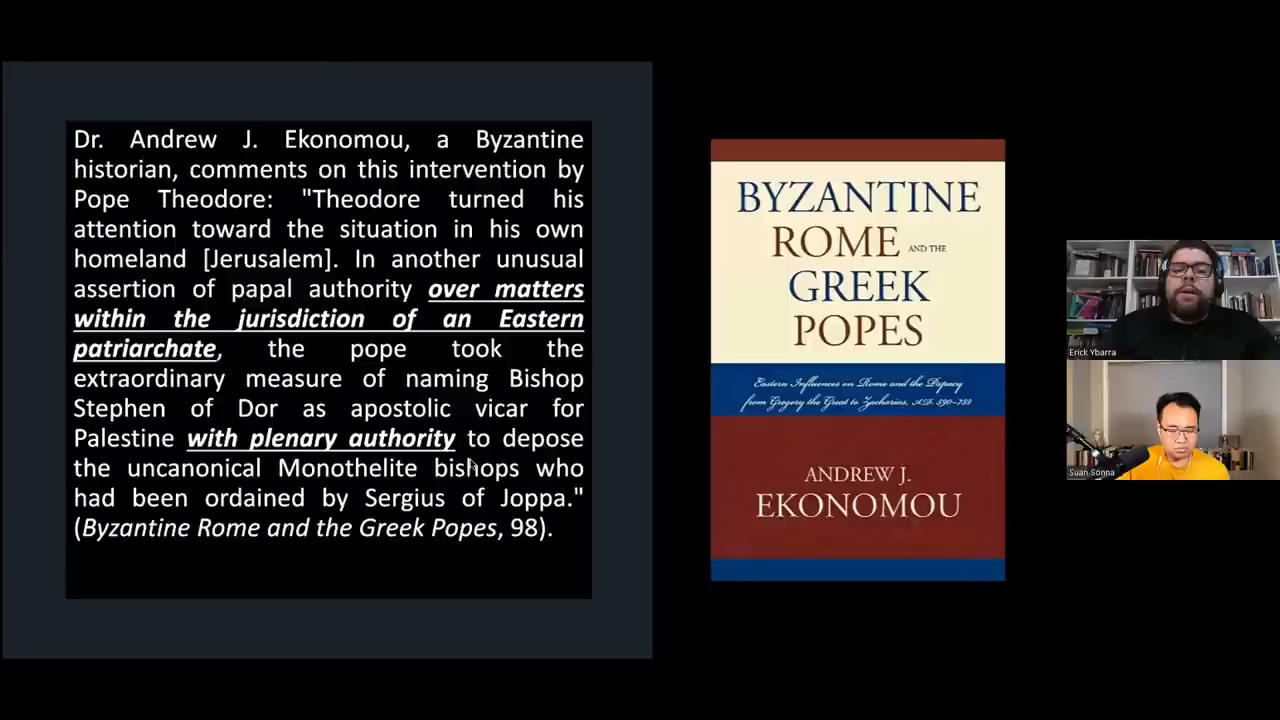 Dr. Andrew J. Ekonomou, a Byzantine
historian, comments on this intervention by
Pope Theodore: "Theodore turned his
attention toward the situation in his own
homeland [Jerusalem]. In another unusual
assertion of papal authority over matters
within the jurisdiction of an Eastern
patriarchate, the pope took the
extraordinary measure of naming Bishop
Stephen of Dor as apostolic vicar for
Palestine with plenary authority to depose
the uncanonical Monothelite bishops who
had been ordained by Sergius of Joppa."
(Byzantine Rome and the Greek Popes, 98).
BYZANTINE
ROME AND THE
GREEK
POPES
Eastern Influences on Rome and the Papacy
from Gregory the Great to Zacharias, A.D. 590-752
ANDREW J.
EKONOMOU
Erick Ybarra
Suan Sonna